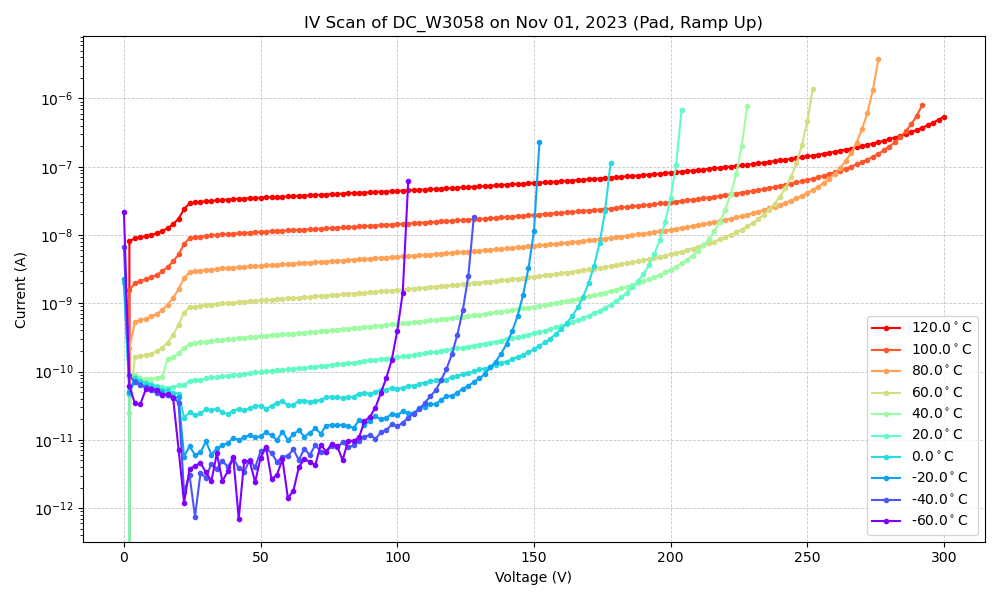 IV Scan of DC_W3058 on Nov 01, 2023 (Pad, Ramp Up)
Current (A)
10⁻⁶
10⁻⁷
10⁻⁸
10⁻⁹
10⁻¹⁰
10⁻¹¹
10⁻¹²
0 50 100 150 200 250 300
Voltage (V)
120.0°C
100.0°C
80.0°C
60.0°C
40.0°C
20.0°C
0.0°C
-20.0°C
-40.0°C
-60.0°C